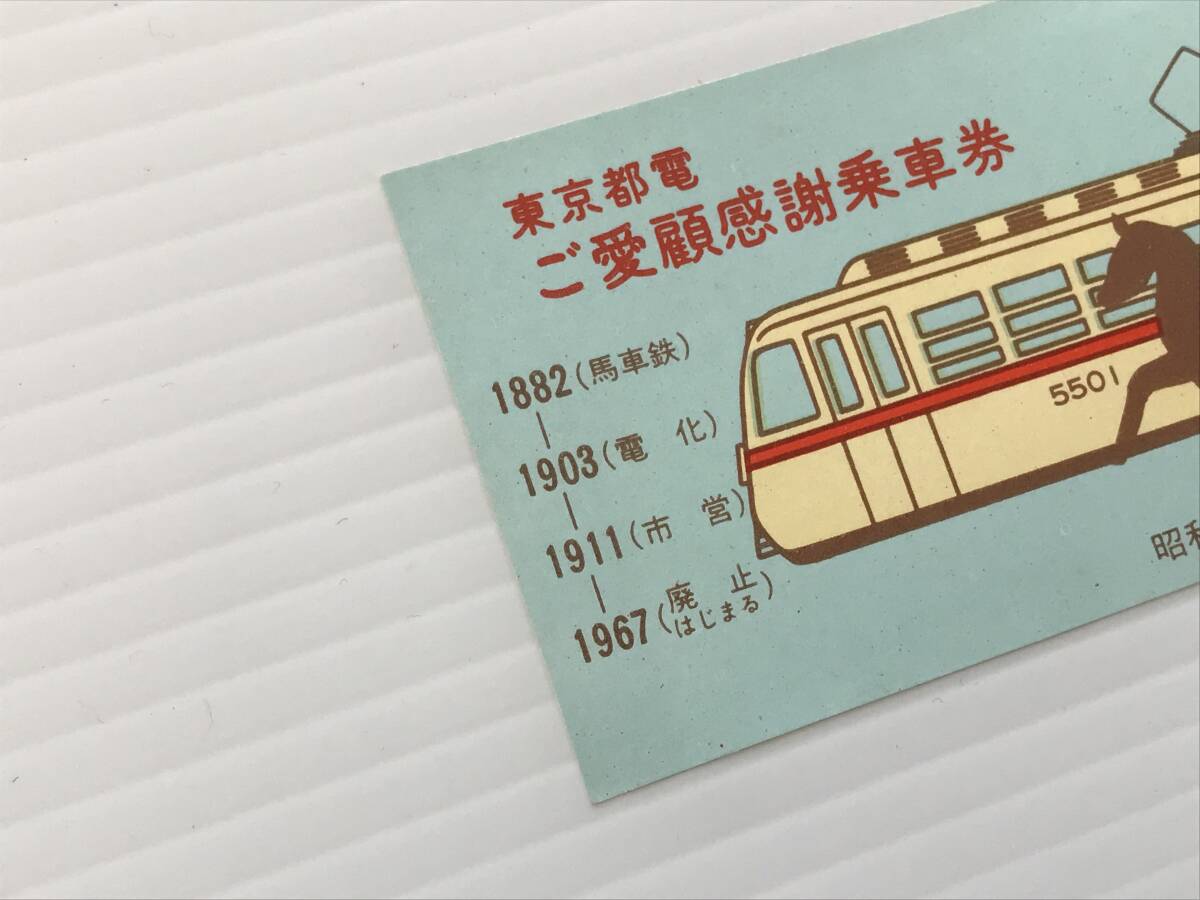 東京都電
ご愛顧感謝乗車券
1882(馬車鉄)
1903(電 化)
1911(市 営)
1967(廃 止
はじまる)
5501
昭和